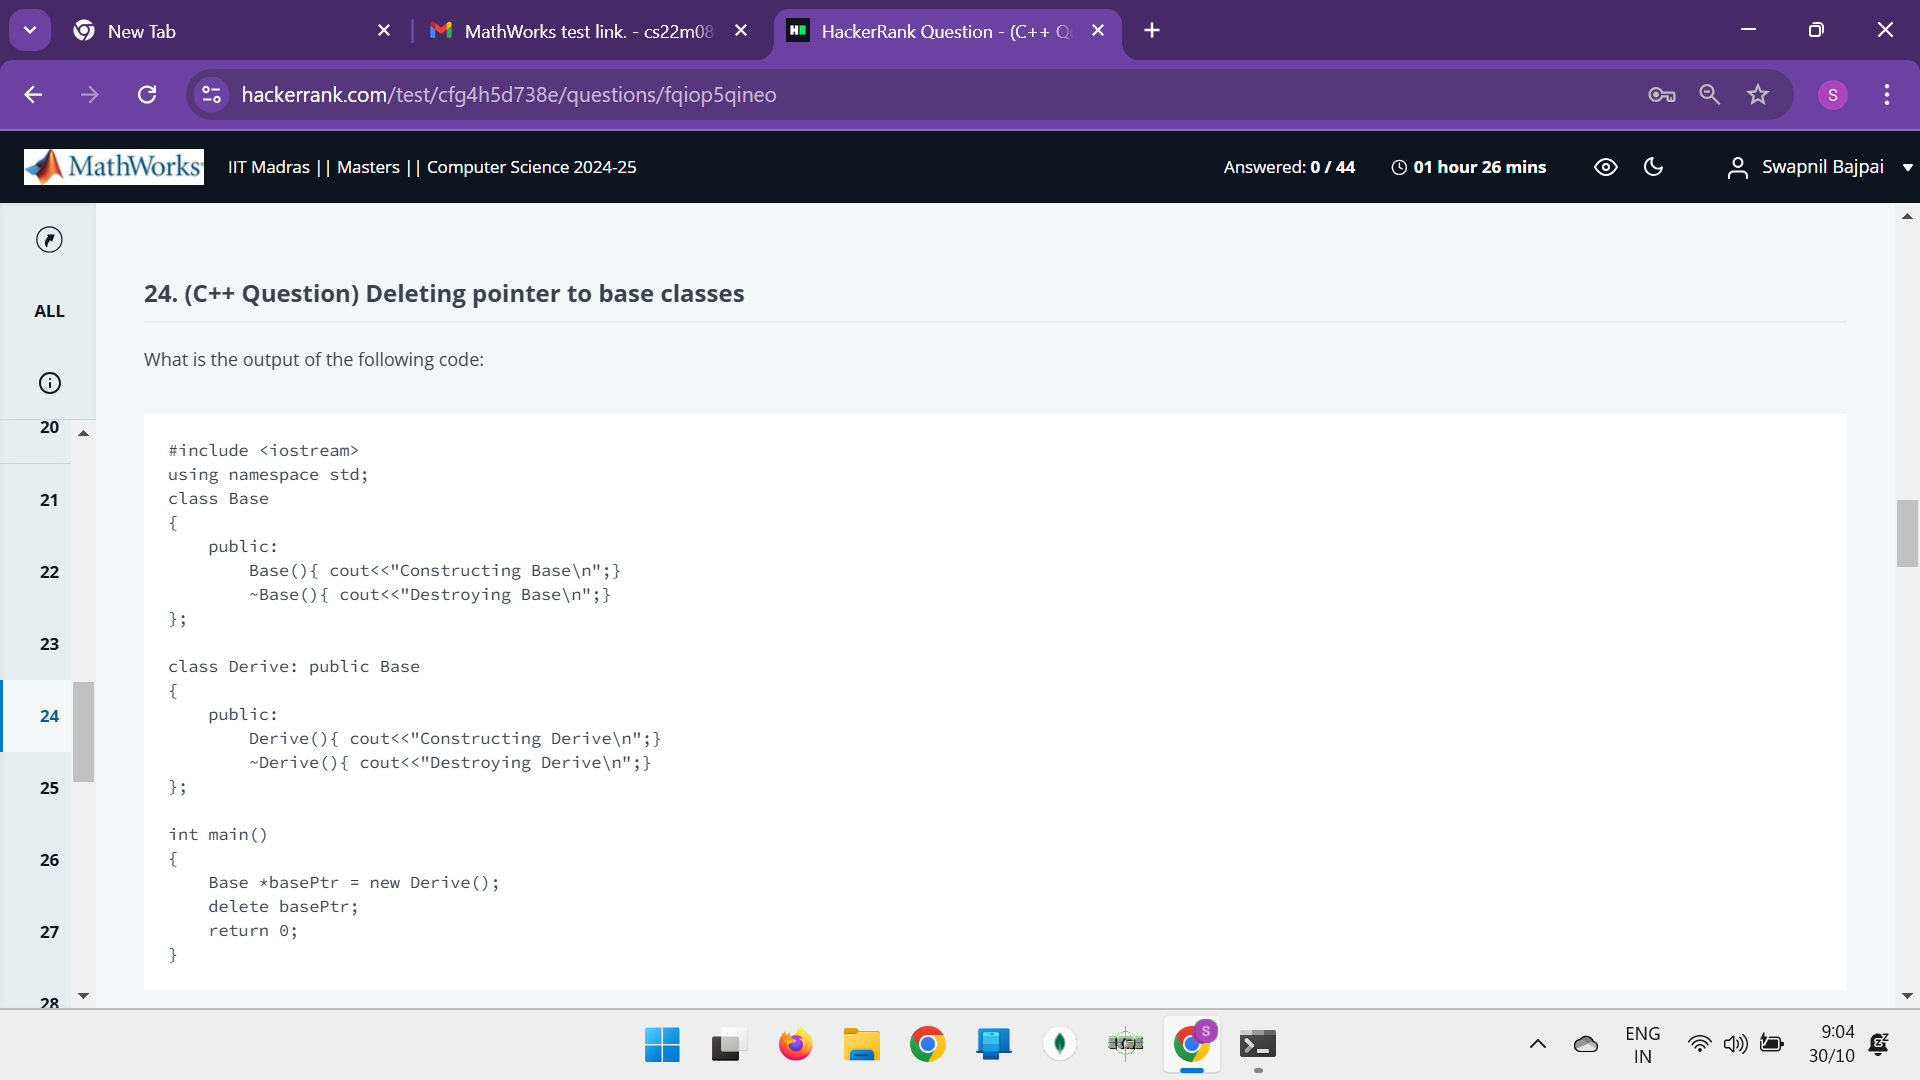 New Tab
MathWorks test link. - cs22m08
HackerRank Question - (C++ Q
hackerrank.com/test/cfg4h5d738e/questions/fqiop5qineo
S
MathWorks
IIT Madras || Masters || Computer Science 2024-25
Answered: 0 / 44
01 hour 26 mins
Swapnil Bajpai
ALL
20
21
22
23
24
25
26
27
28
24. (C++ Question) Deleting pointer to base classes
What is the output of the following code:
#include <iostream>
using namespace std;
class Base
{
    public:
        Base(){ cout<<"Constructing Base\n";}
        ~Base(){ cout<<"Destroying Base\n";}
};

class Derive: public Base
{
    public:
        Derive(){ cout<<"Constructing Derive\n";}
        ~Derive(){ cout<<"Destroying Derive\n";}
};

int main()
{
    Base *basePtr = new Derive();
    delete basePtr;
    return 0;
}
S
ENG
IN
9:04
30/10